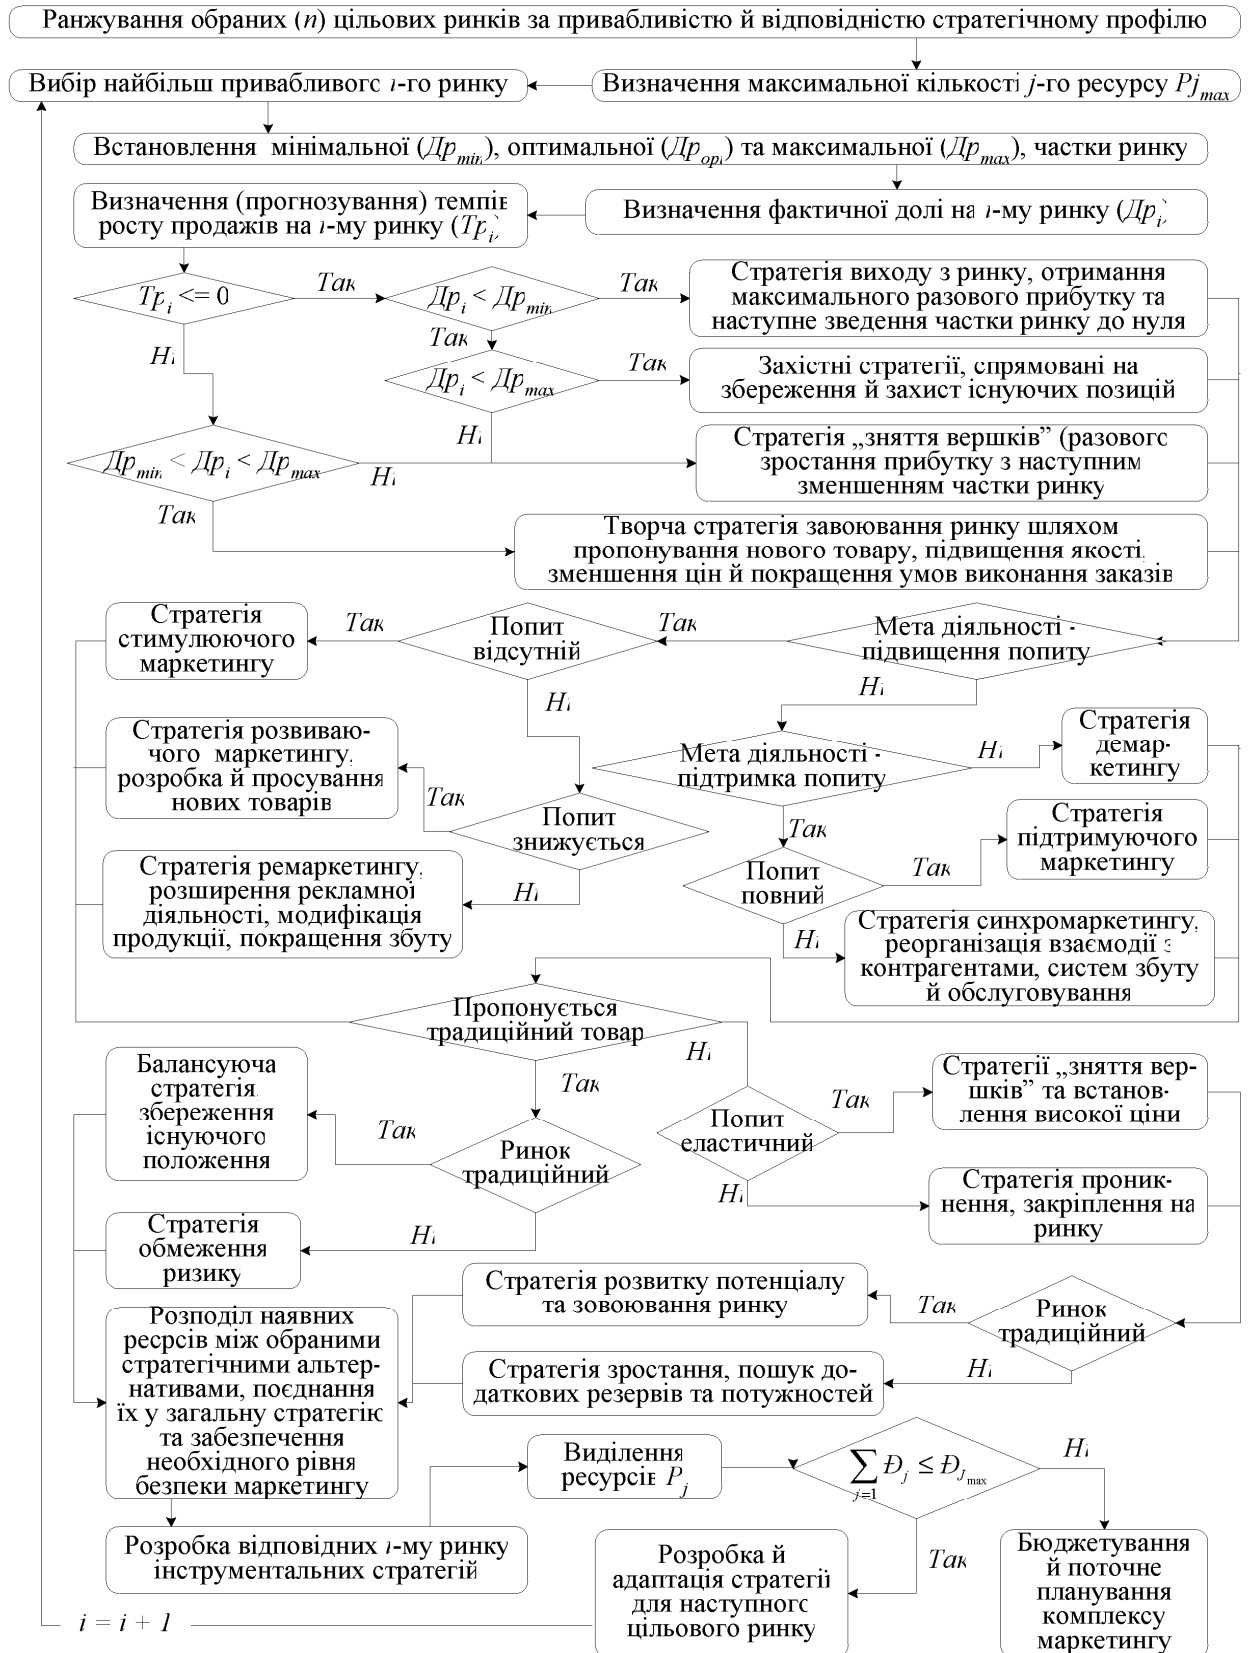 Ранжування обраних (n) цільових ринків за привабливістю й відповідністю стратегічному профілю
Вибір найбільш привабливого i-го ринку
Визначення максимальної кількості j-го ресурсу Pj max
Встановлення мінімальної (Др min), оптимальної (Др opt) та максимальної (Др max), частки ринку
Визначення (прогнозування) темпів
росту продажів на i-му ринку (Тр i)
Визначення фактичної долі на i-му ринку (Др i)
Тр i <= 0
Так
Др i < Др min
Так
Стратегія виходу з ринку, отримання
максимального разового прибутку та
наступне зведення частки ринку до нуля
Ні
Так
Др i < Др max
Так
Захістні стратегії, спрямовані на
збереження й захист існуючих позицій
Др min < Др i < Др max
Ні
Ні
Стратегія „зняття вершків” (разового
зростання прибутку з наступним
зменшенням частки ринку
Так
Творча стратегія завоювання ринку шляхом
пропонування нового товару, підвищення якості,
зменшення цін й покращення умов виконання заказів
Стратегія
стимулюючого
маркетингу
Так
Попит
відсутній
Так
Мета діяльності -
підвищення попиту
Ні
Ні
Стратегія розвиваю-
чого маркетингу,
розробка й просування
нових товарів
Так
Попит
знижується
Мета діяльності -
підтримка попиту
Ні
Стратегія
демар-
кетингу
Так
Попит
повний
Так
Стратегія
підтримуючого
маркетингу
Стратегія ремаркетингу,
розширення рекламної
діяльності, модифікація
продукції, покращення збуту
Ні
Ні
Стратегія синхромаркетингу,
реорганізація взаємодії з
контрагентами, систем збуту
й обслуговування
Пропонується
традиційний товар
Ні
Так
Балансуюча
стратегія
збереження
існуючого
положення
Так
Ринок
традиційний
Попит
еластичний
Так
Стратегії „зняття вер-
шків” та встанов-
лення високої ціни
Ні
Стратегія проник-
нення, закріплення на
ринку
Стратегія
обмеження
ризику
Ні
Стратегія розвитку потенціалу
та зовоювання ринку
Так
Ринок
традиційний
Розподіл наявних
ресрсів між обраними
стратегічними альтер-
нативами, поєднання
їх у загальну стратегію
та забезпечення
необхідного рівня
безпеки маркетингу
Стратегія зростання, пошук до-
даткових резервів та потужностей
Ні
Виділення
ресурсів P j
∑ j=1 Đ j ≤ Đ J max
Ні
Розробка відповідних i-му ринку
інструментальних стратегій
Так
Розробка й
адаптація стратегії
для наступного
цільового ринку
Бюджетування
й поточне
планування
комплексу
маркетингу
i = i + 1